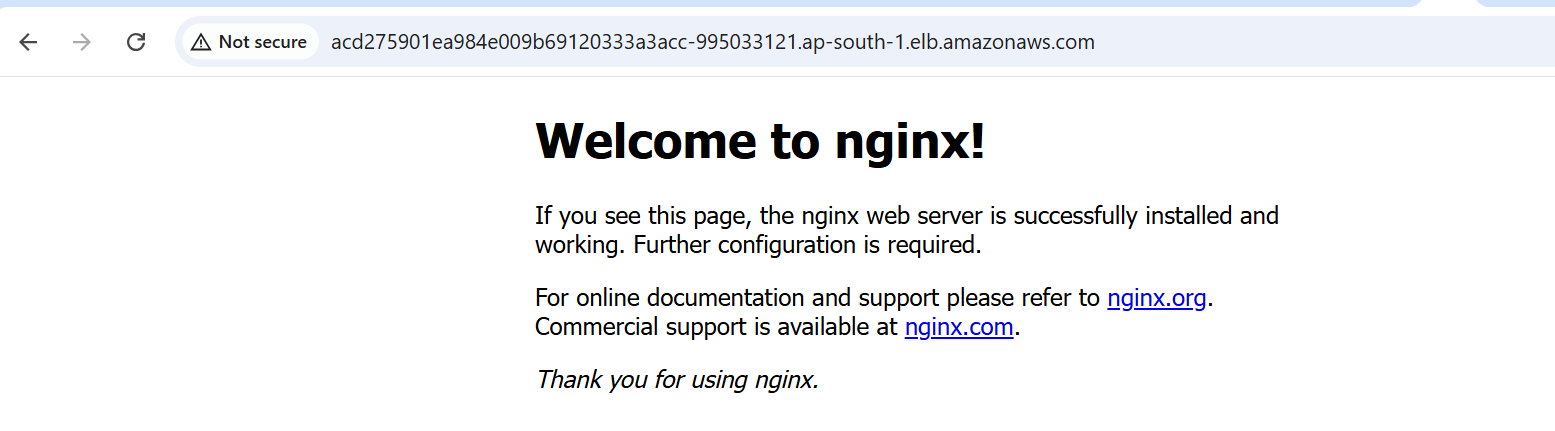 Not secure acd275901ea984e009b69120333a3acc-995033121.ap-south-1.elb.amazonaws.com
Welcome to nginx!
If you see this page, the nginx web server is successfully installed and
working. Further configuration is required.
For online documentation and support please refer to nginx.org.
Commercial support is available at nginx.com.
Thank you for using nginx.